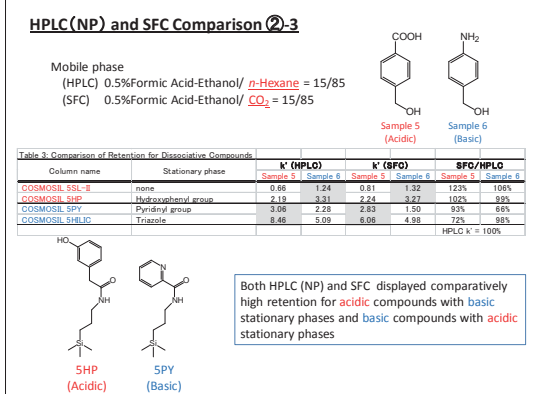 HPLC(NP) and SFC Comparison ②-3
Mobile phase
(HPLC) 0.5%Formic Acid-Ethanol/ n-Hexane = 15/85
(SFC) 0.5%Formic Acid-Ethanol/ CO2 = 15/85
COOH NH2
OH OH
Sample 5 Sample 6
(Acidic) (Basic)
Table 3: Comparison of Retention for Dissociative Compounds
Column name Stationary phase k' (HPLC) k' (SFC) SFC/HPLC
Sample 5 Sample 6 Sample 5 Sample 6 Sample 5 Sample 6
COSMOSIL 5SL-II none 0.66 1.24 0.81 1.32 123% 106%
COSMOSIL 5HP Hydroxyphenyl group 2.19 3.31 2.24 3.27 102% 99%
COSMOSIL 5PY Pyridinyl group 3.06 2.28 2.83 1.50 93% 66%
COSMOSIL 5HILIC Triazole 8.46 5.09 6.06 4.98 72% 98%
HPLC k' = 100%
HO
N
O O
NH NH
Si Si
5HP 5PY
(Acidic) (Basic)
Both HPLC (NP) and SFC displayed comparatively
high retention for acidic compounds with basic
stationary phases and basic compounds with acidic
stationary phases